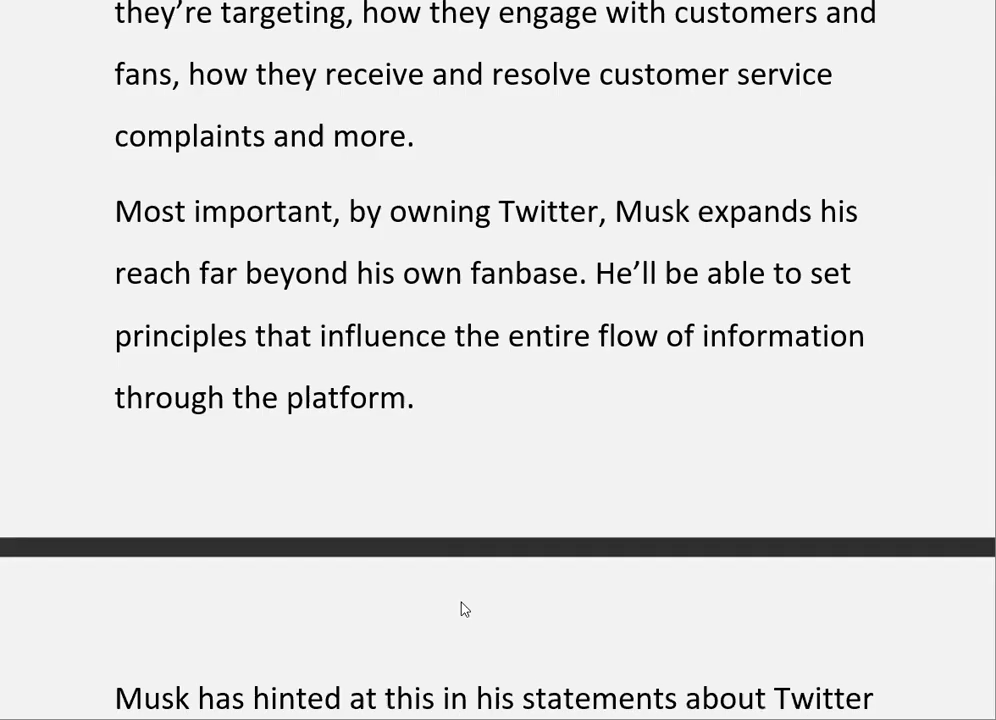 they’re targeting, how they engage with customers and
fans, how they receive and resolve customer service
complaints and more.
Most important, by owning Twitter, Musk expands his
reach far beyond his own fanbase. He’ll be able to set
principles that influence the entire flow of information
through the platform.
Musk has hinted at this in his statements about Twitter